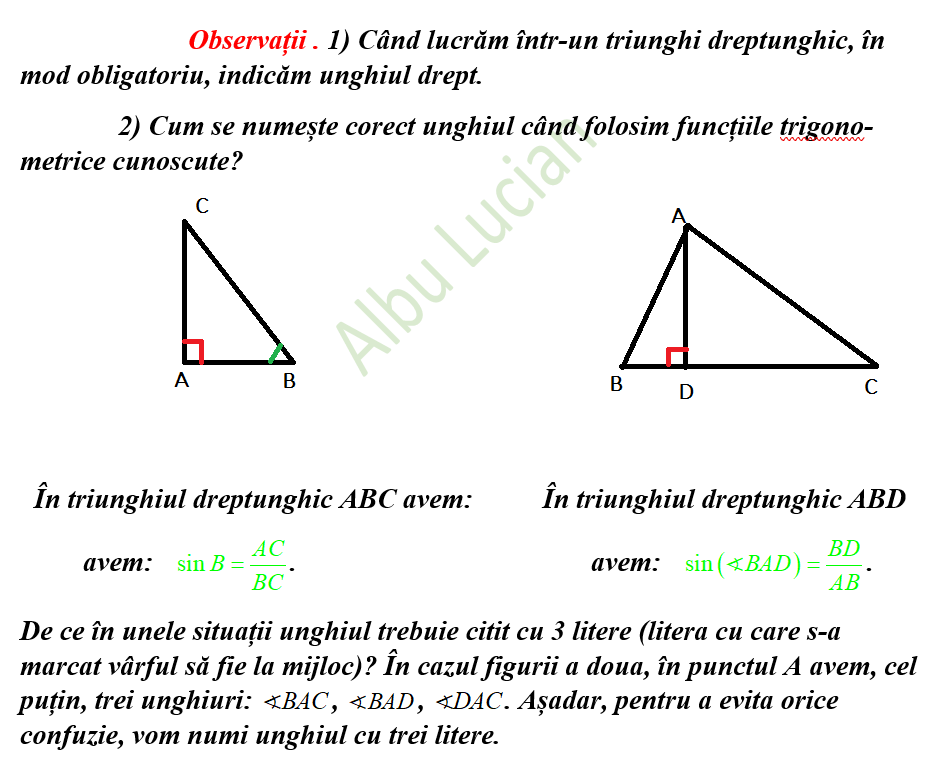 Observații . 1) Când lucrăm într-un triunghi dreptunghic, în
mod obligatoriu, indicăm unghiul drept.
2) Cum se numește corect unghiul când folosim funcțiile trigono-
metrice cunoscute?
Albu Lucian
C
A
B
A
B
D
C
În triunghiul dreptunghic ABC avem:
avem: sin B = AC/BC.
În triunghiul dreptunghic ABD
avem: sin(∢BAD) = BD/AB.
De ce în unele situații unghiul trebuie citit cu 3 litere (litera cu care s-a
marcat vârful să fie la mijloc)? În cazul figurii a doua, în punctul A avem, cel
puțin, trei unghiuri: ∢BAC, ∢BAD, ∢DAC. Așadar, pentru a evita orice
confuzie, vom numi unghiul cu trei litere.